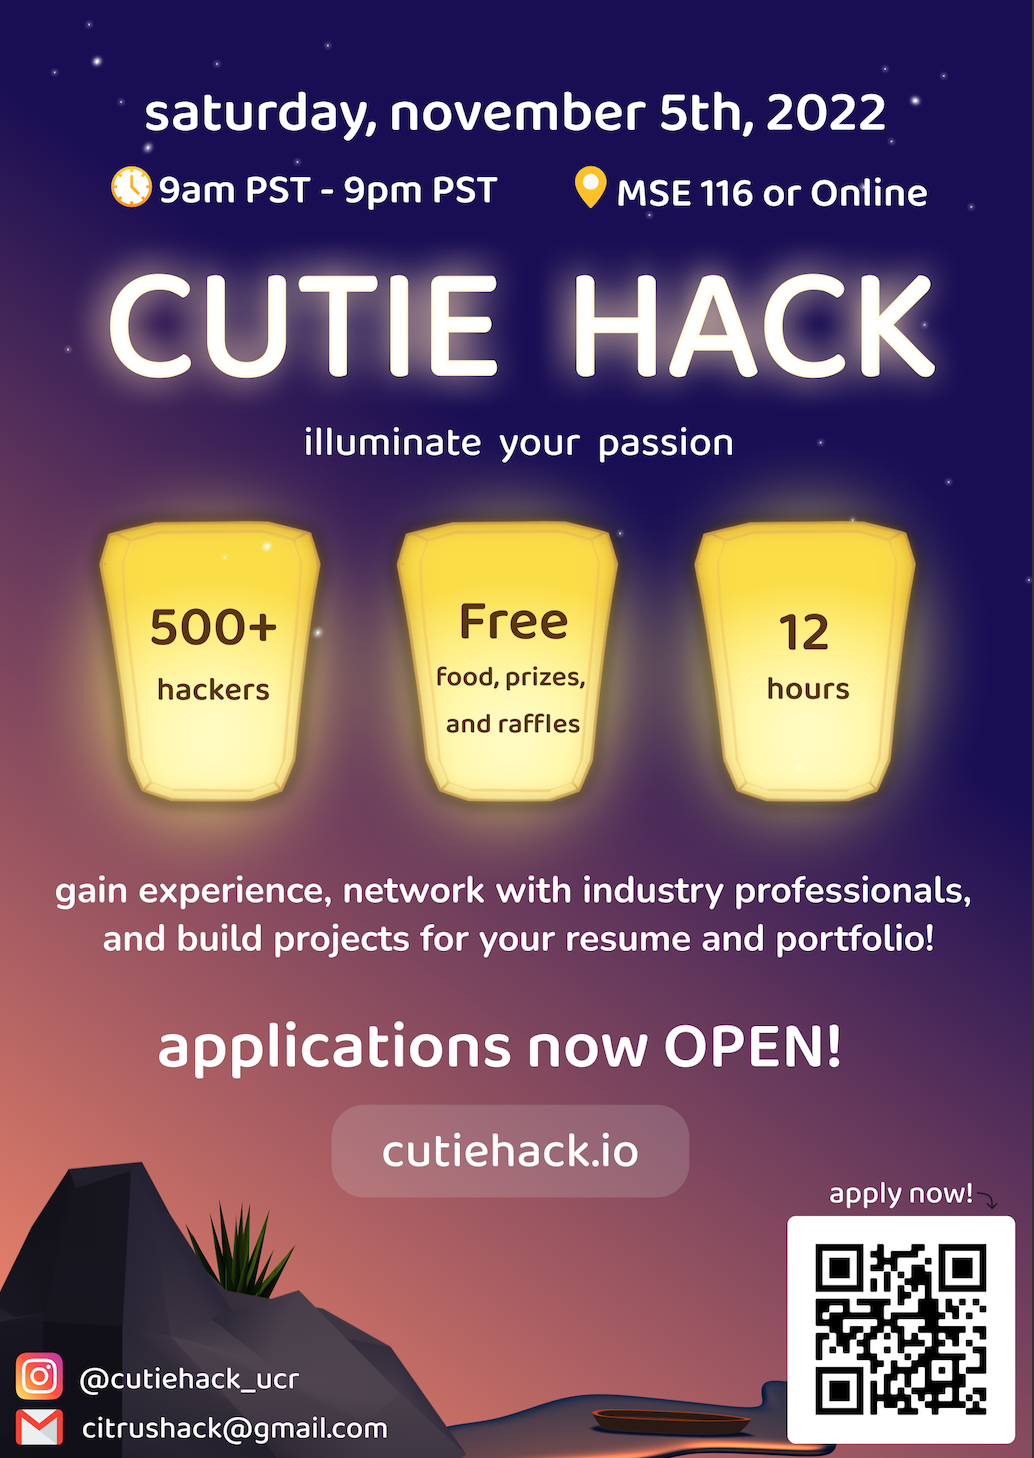 saturday, november 5th, 2022
9am PST - 9pm PST
MSE 116 or Online
CUTIE HACK
illuminate your passion
500+
hackers
Free
food, prizes,
and raffles
12
hours
gain experience, network with industry professionals,
and build projects for your resume and portfolio!
applications now OPEN!
cutiehack.io
apply now!
@cutiehack_ucr
citrushack@gmail.com